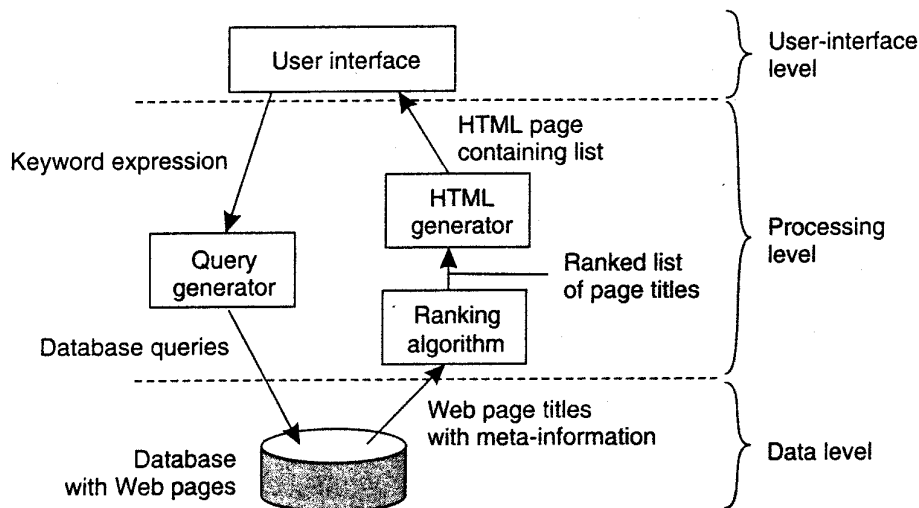 User interface
User-interface
level
Keyword expression
HTML page
containing list
HTML
generator
Query
generator
Ranked list
of page titles
Processing
level
Ranking
algorithm
Database queries
Web page titles
with meta-information
Database
with Web pages
Data level